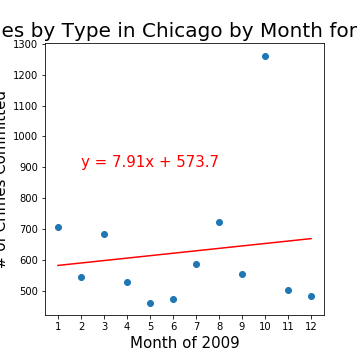 es by Type in Chicago by Month for
# of Crimes Committed
1300
1200
1100
1000
900
800
700
600
500
y = 7.91x + 573.7
1 2 3 4 5 6 7 8 9 10 11 12
Month of 2009